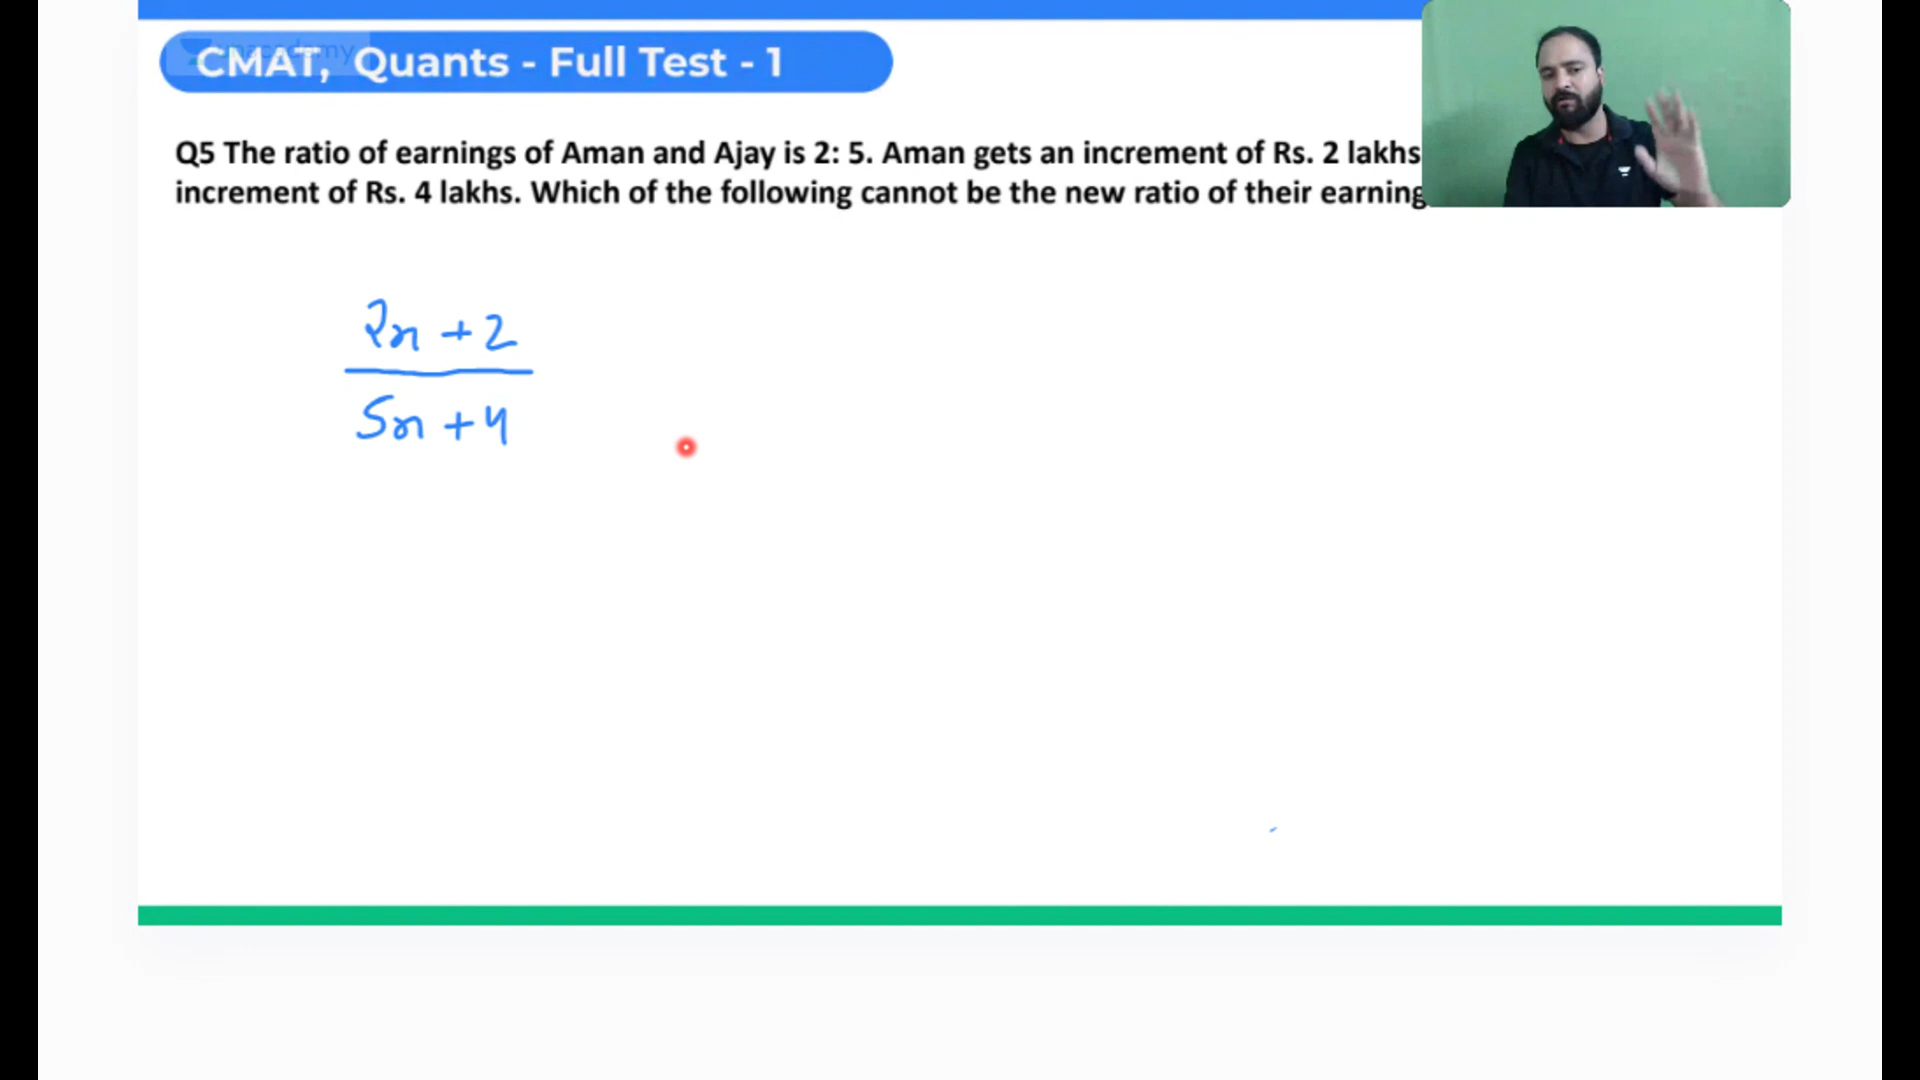 CMAT, Quants - Full Test - 1
Q5 The ratio of earnings of Aman and Ajay is 2: 5. Aman gets an increment of Rs. 2 lakhs
increment of Rs. 4 lakhs. Which of the following cannot be the new ratio of their earning
2x + 2
5x + 4